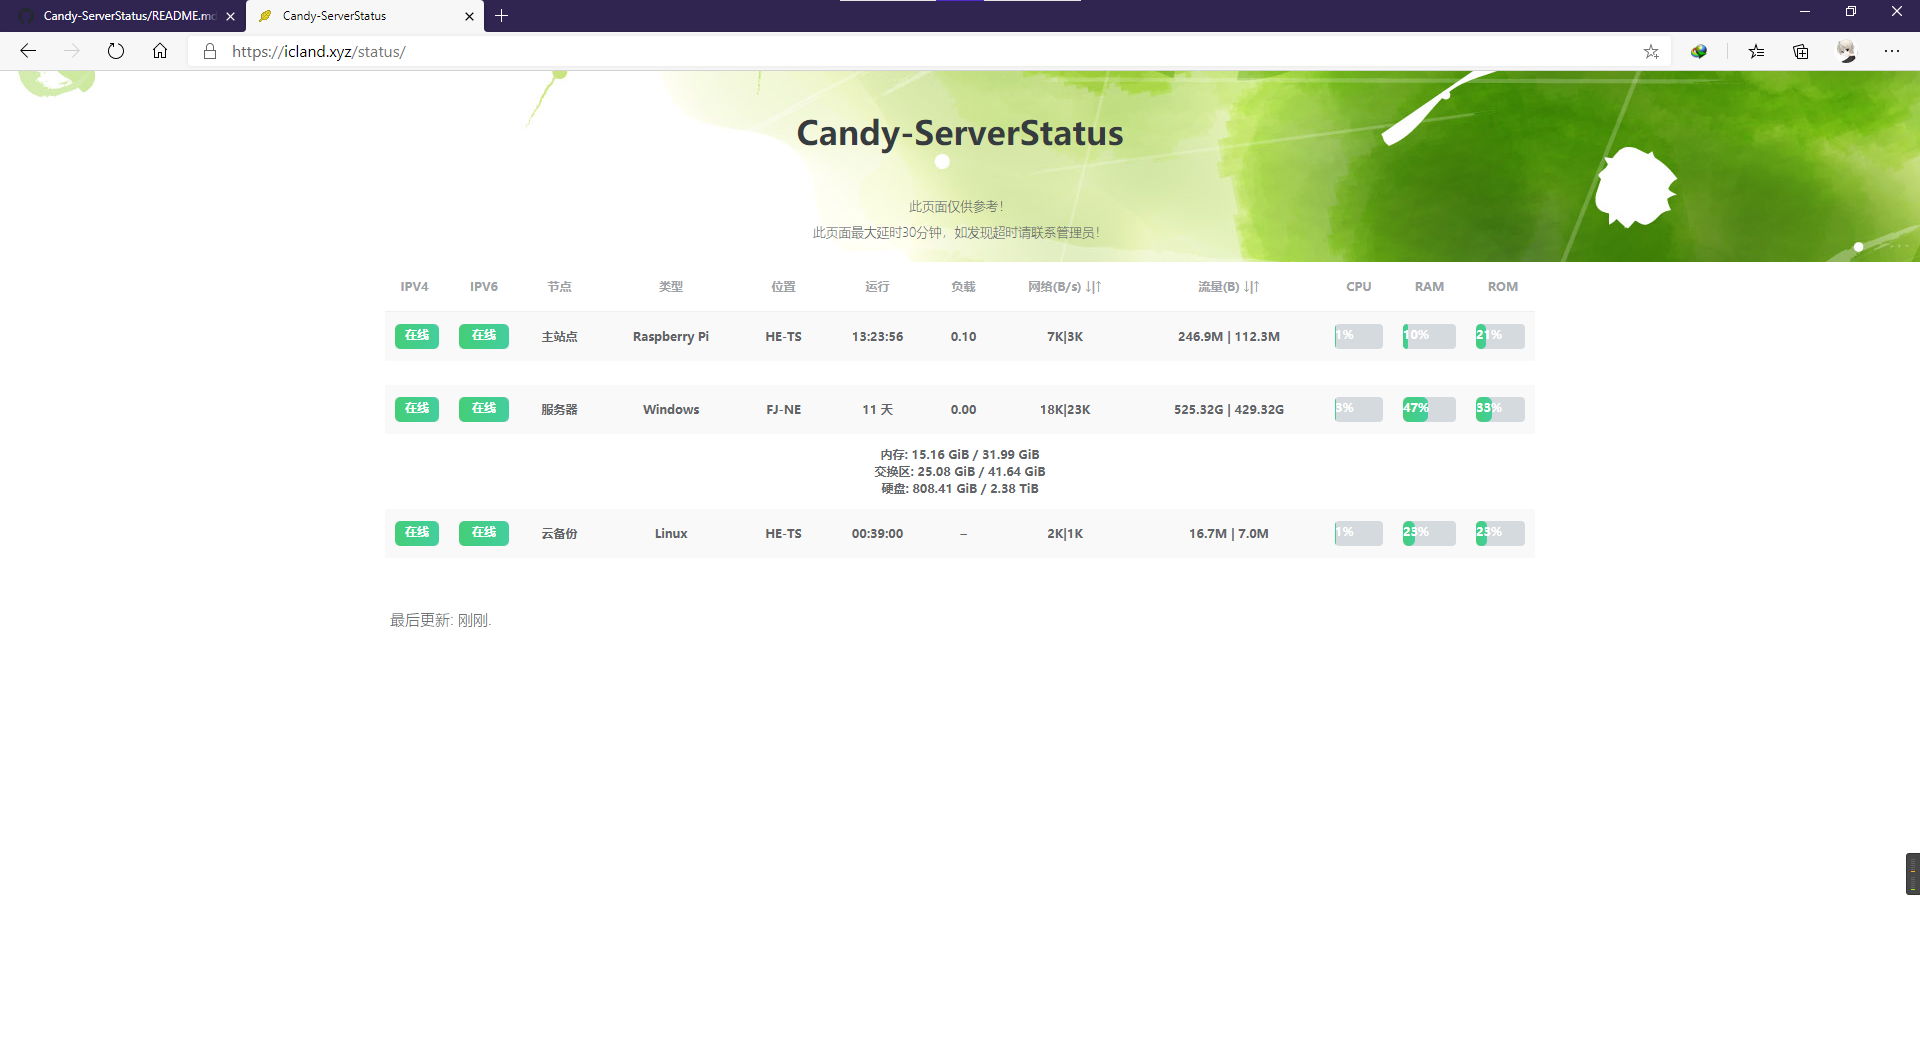 Candy-ServerStatus/README.md
Candy-ServerStatus
https://icland.xyz/status/
Candy-ServerStatus
此页面仅供参考！
此页面最大延时30分钟，如发现超时请联系管理员！
IPV4 IPV6 节点 类型 位置 运行 负载 网络(B/s) ↓|↑ 流量(B) ↓|↑ CPU RAM ROM
在线 在线 主站点 Raspberry Pi HE-TS 13:23:56 0.10 7K|3K 246.9M | 112.3M 1% 10% 21%
在线 在线 服务器 Windows FJ-NE 11 天 0.00 18K|23K 525.32G | 429.32G 3% 47% 33%
内存: 15.16 GiB / 31.99 GiB
交换区: 25.08 GiB / 41.64 GiB
硬盘: 808.41 GiB / 2.38 TiB
在线 在线 云备份 Linux HE-TS 00:39:00 – 2K|1K 16.7M | 7.0M 1% 23% 23%
最后更新: 刚刚.